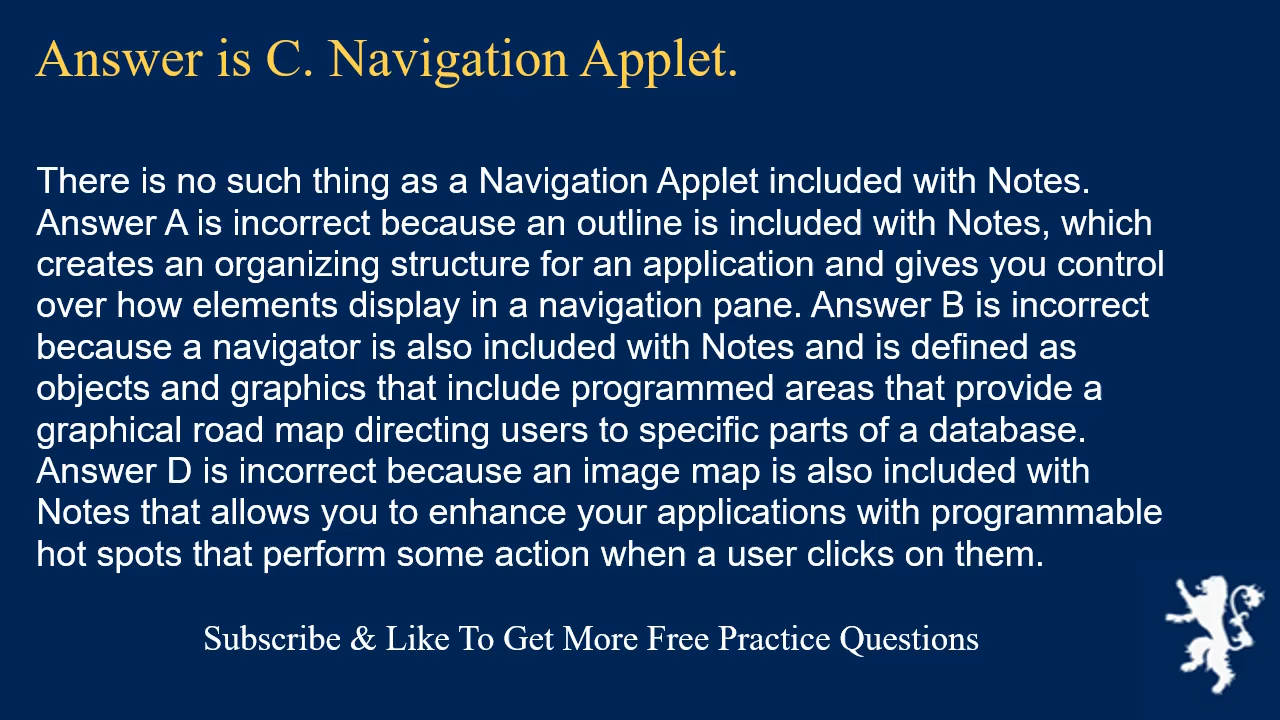 Answer is C. Navigation Applet.
There is no such thing as a Navigation Applet included with Notes.
Answer A is incorrect because an outline is included with Notes, which
creates an organizing structure for an application and gives you control
over how elements display in a navigation pane. Answer B is incorrect
because a navigator is also included with Notes and is defined as
objects and graphics that include programmed areas that provide a
graphical road map directing users to specific parts of a database.
Answer D is incorrect because an image map is also included with
Notes that allows you to enhance your applications with programmable
hot spots that perform some action when a user clicks on them.
Subscribe & Like To Get More Free Practice Questions